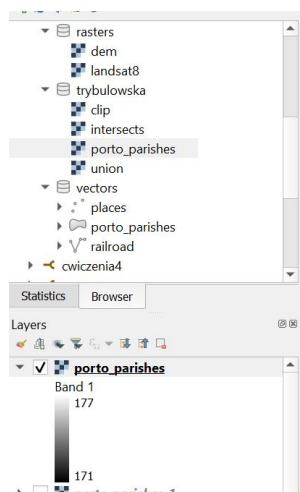 rasters
dem
landsat8
trybulowska
clip
intersects
porto_parishes
union
vectors
places
porto_parishes
railroad
cwiczenia4
Statistics Browser
Layers
porto_parishes
Band 1
177
171